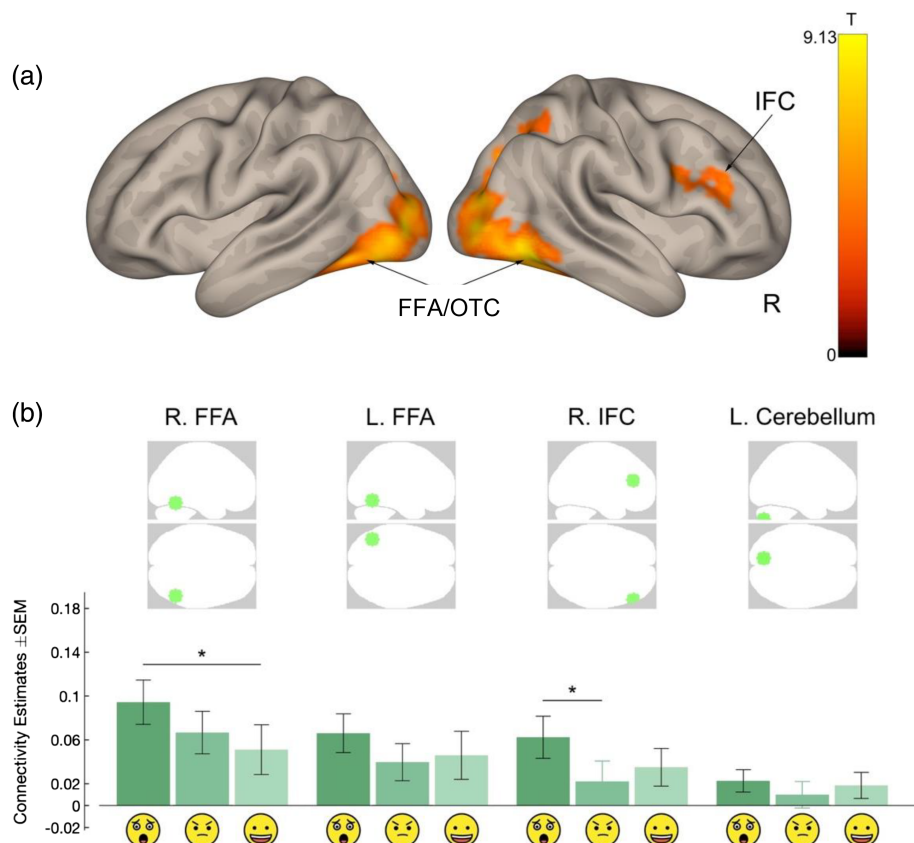 (a)
T
9.13
IFC
FFA/OTC
R
0
(b)
R. FFA
L. FFA
R. IFC
L. Cerebellum
Connectivity Estimates ±SEM
0.18
0.14
0.1
0.06
0.02
0
-0.02
*
*